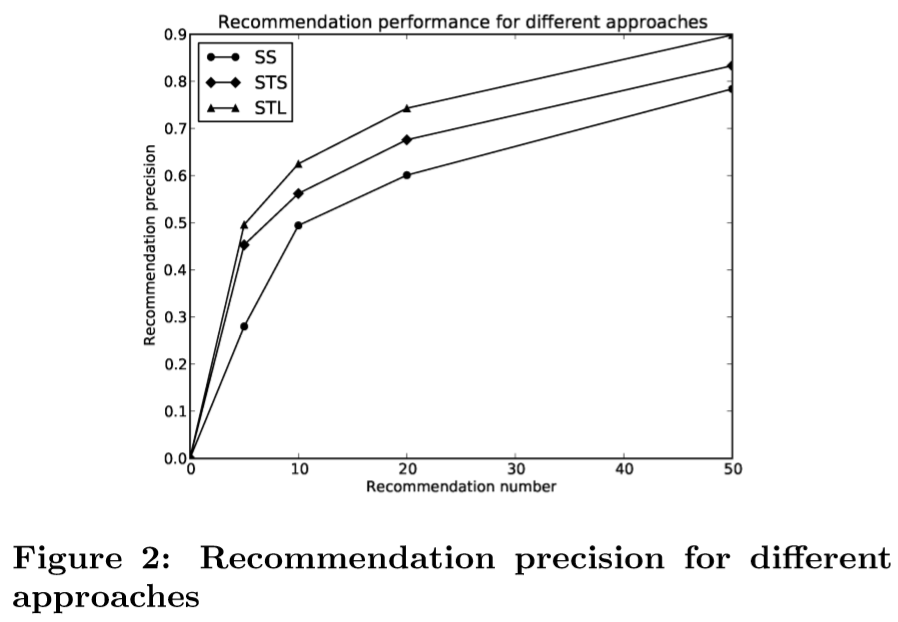 Recommendation performance for different approaches
0.9
0.8
0.7
0.6
0.5
0.4
0.3
0.2
0.1
0.0
SS
STS
STL
Recommendation precision
0 10 20 30 40 50
Recommendation number
Figure 2: Recommendation precision for different
approaches